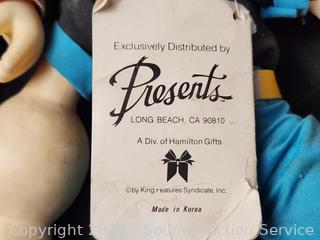 Exclusively Distributed by
Presents
LONG BEACH, CA 90810
A Div. of Hamilton Gifts
© by King Features Syndicate, Inc.
Made in Korea
Copyright 20
Sound Auction Service